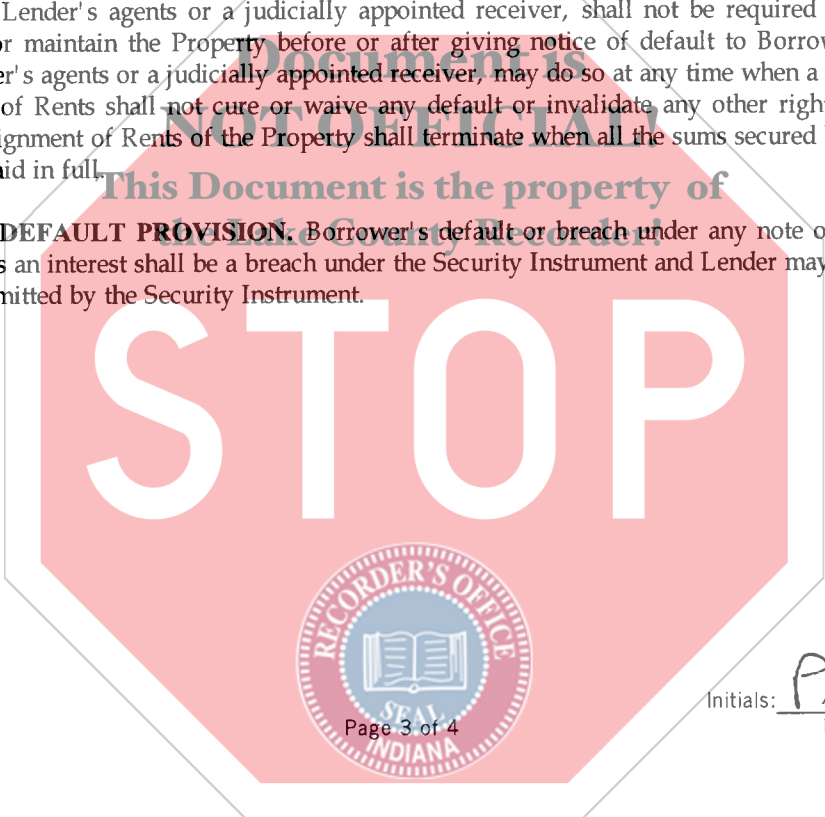 Lender's agents or a judicially appointed receiver, shall not be required
or maintain the Property before or after giving notice of default to Borrow
er's agents or a judicially appointed receiver, may do so at any time when a
of Rents shall not cure or waive any default or invalidate any other right
ignment of Rents of the Property shall terminate when all the sums secured
aid in full.
DEFAULT PROVISION. Borrower's default or breach under any note o
s an interest shall be a breach under the Security Instrument and Lender may
mitted by the Security Instrument.
Document is
NOT OFFICIAL!
This Document is the property of
the Lake County Recorder!
STOP
RECORDER'S OFFICE
SEAL
INDIANA
Initials: P
Page 3 of 4